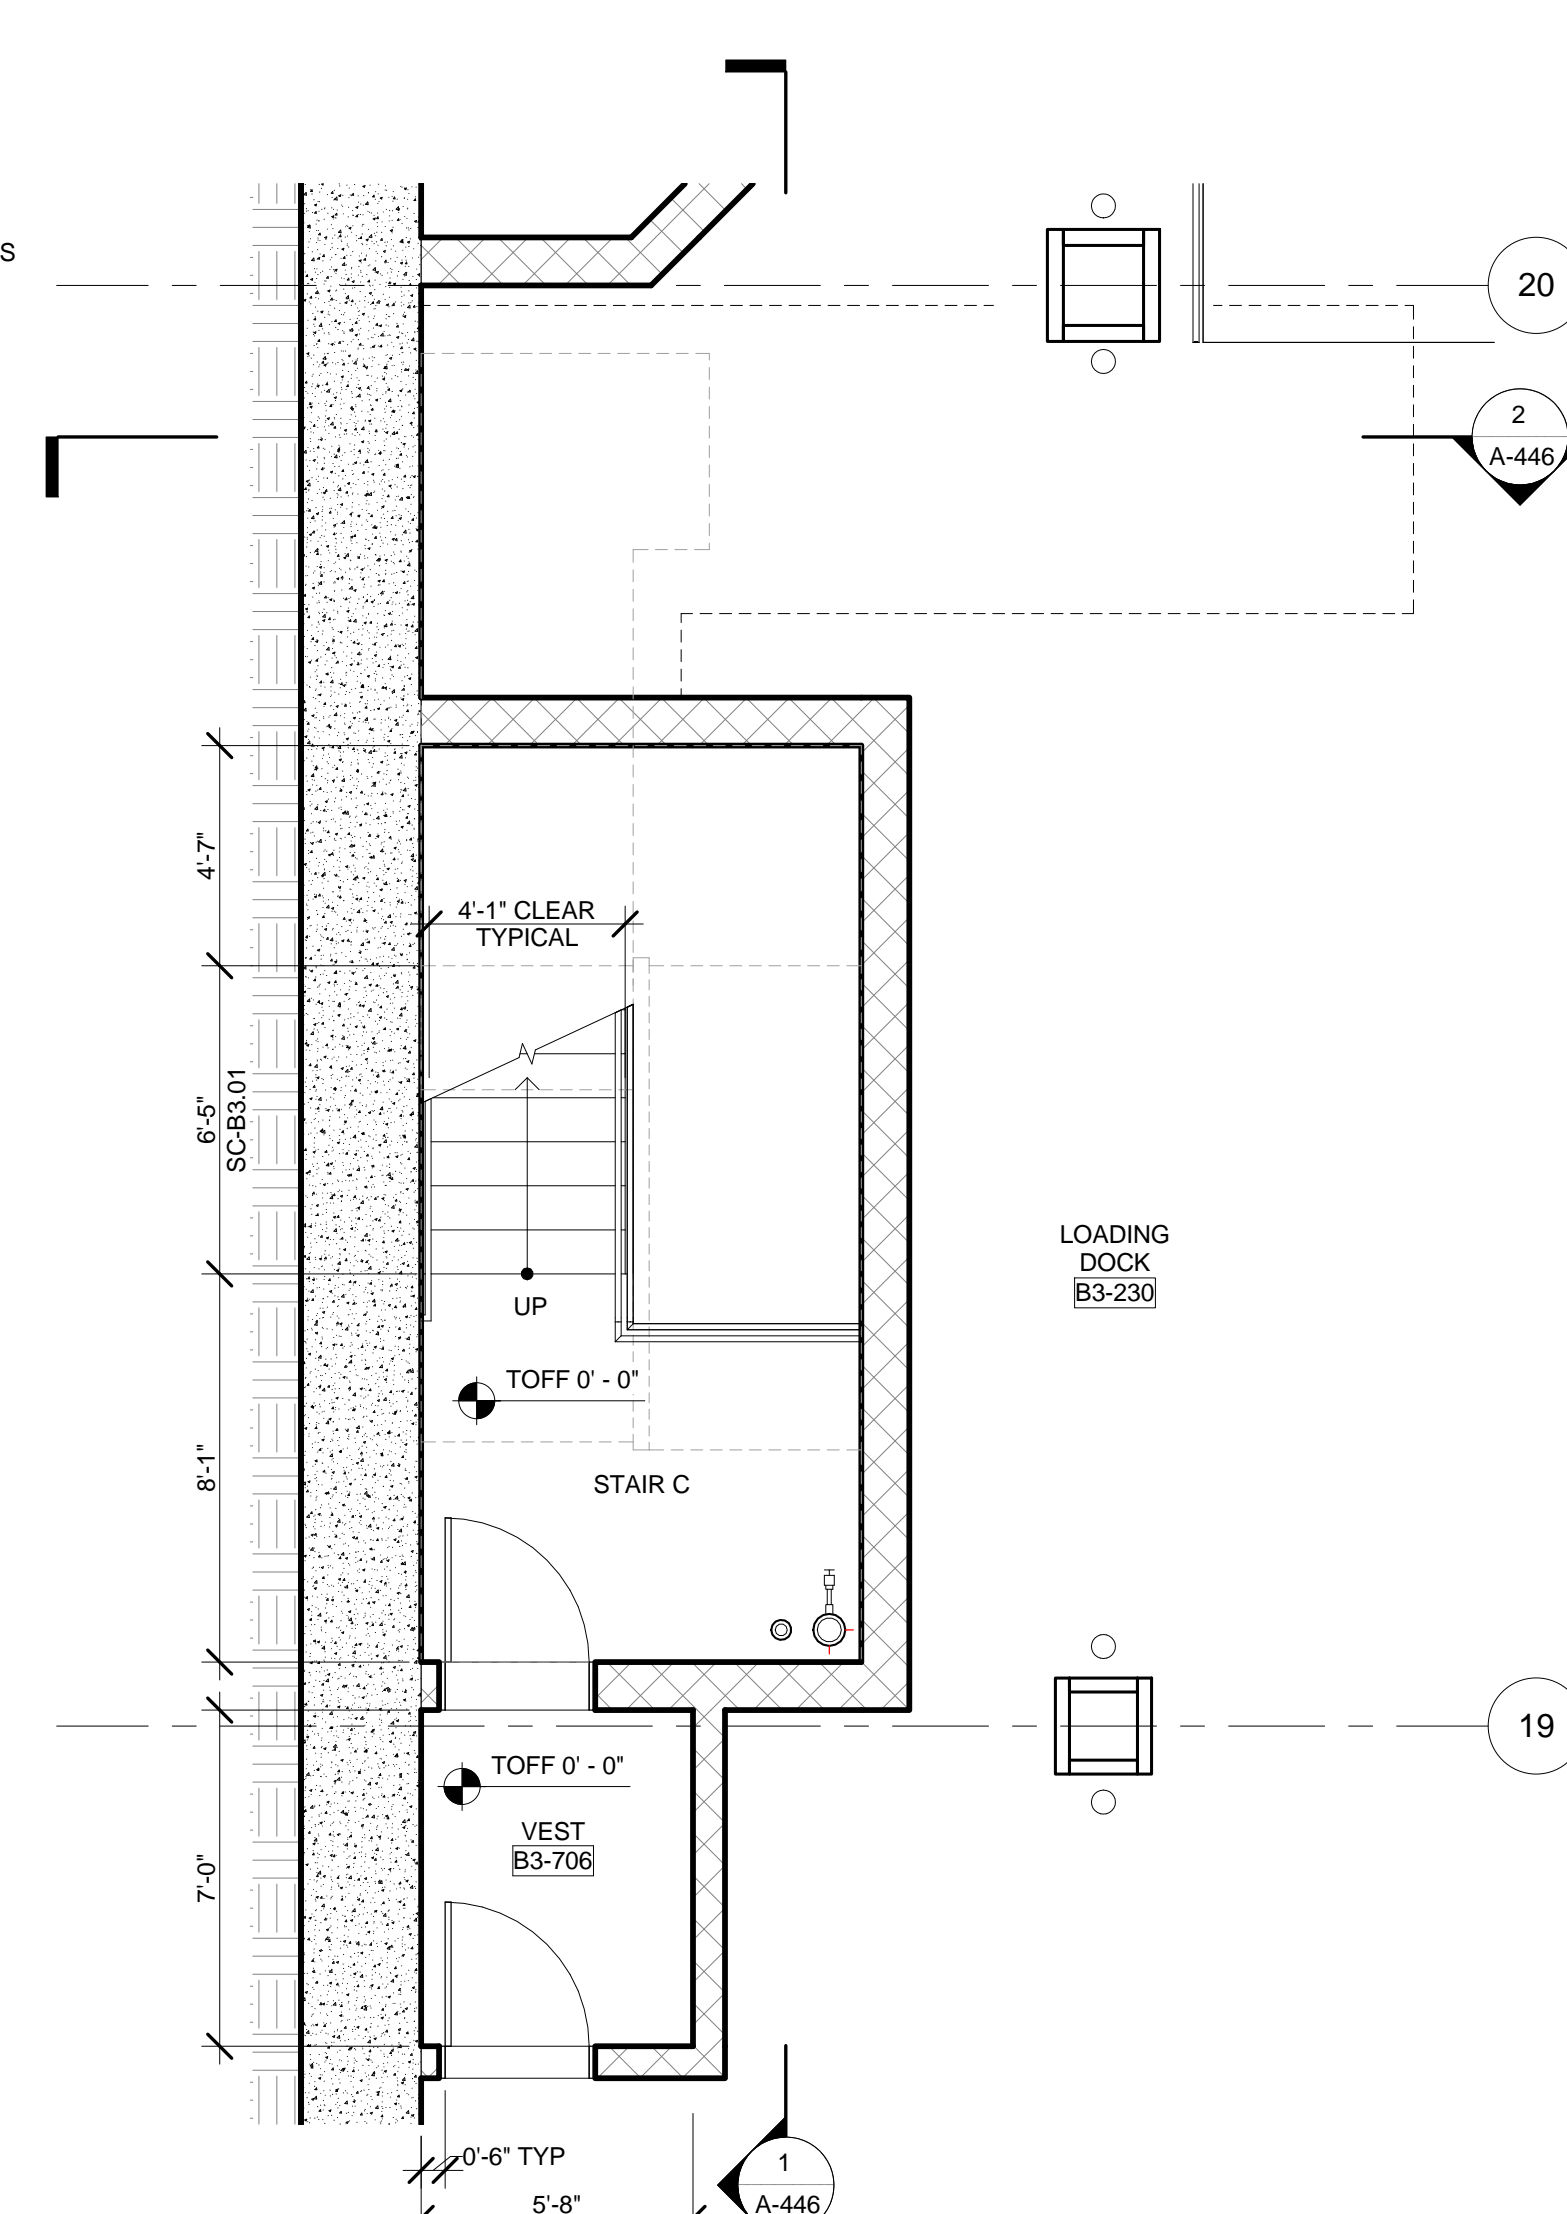 S
20
2
A-446
4'-7"
4'-1" CLEAR
TYPICAL
6'-5"
SC-B3.01
LOADING
DOCK
B3-230
UP
TOFF 0' - 0"
8'-1"
STAIR C
19
TOFF 0' - 0"
VEST
B3-706
7'-0"
0'-6" TYP
5'-8"
1
A-446